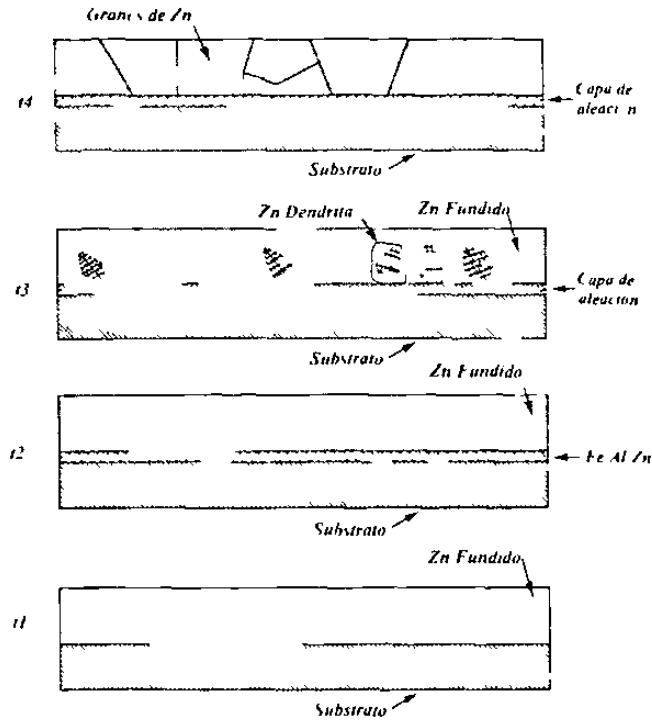 Granos de Zn
t4
Capa de
aleación
Substrato
Zn Dendrita
Zn Fundido
t3
Capa de
aleación
Substrato
Zn Fundido
t2
Fe Al Zn
Substrato
Zn Fundido
t1
Substrato